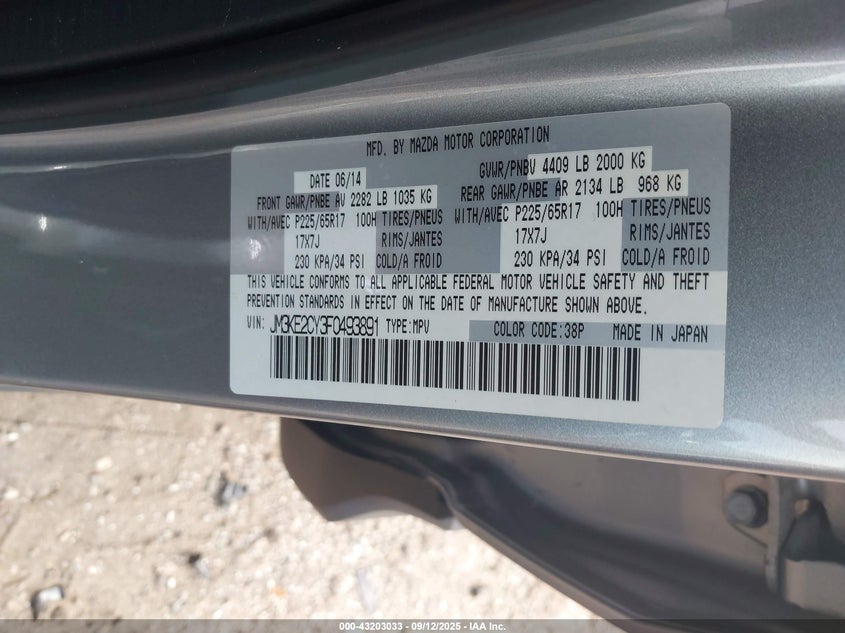 MFD. BY MAZDA MOTOR CORPORATION
DATE 06/14 GVWR/PNBV 4409 LB 2000 KG
FRONT GAWR/PNBE AV 2282 LB 1035 KG REAR GAWR/PNBE AR 2134 LB 968 KG
WITH/AVEC P225/65R17 100H TIRES/PNEUS WITH/AVEC P225/65R17 100H TIRES/PNEUS
17X7J RIMS/JANTES 17X7J RIMS/JANTES
230 KPA/34 PSI COLD/A FROID 230 KPA/34 PSI COLD/A FROID
THIS VEHICLE CONFORMS TO ALL APPLICABLE FEDERAL MOTOR VEHICLE SAFETY AND THEFT
PREVENTION STANDARDS IN EFFECT ON THE DATE OF MANUFACTURE SHOWN ABOVE.
VIN: JM3KE2CY3F0493891 TYPE:MPV COLOR CODE:38P MADE IN JAPAN
000-43203033 - 09/12/2025 - IAA Inc.